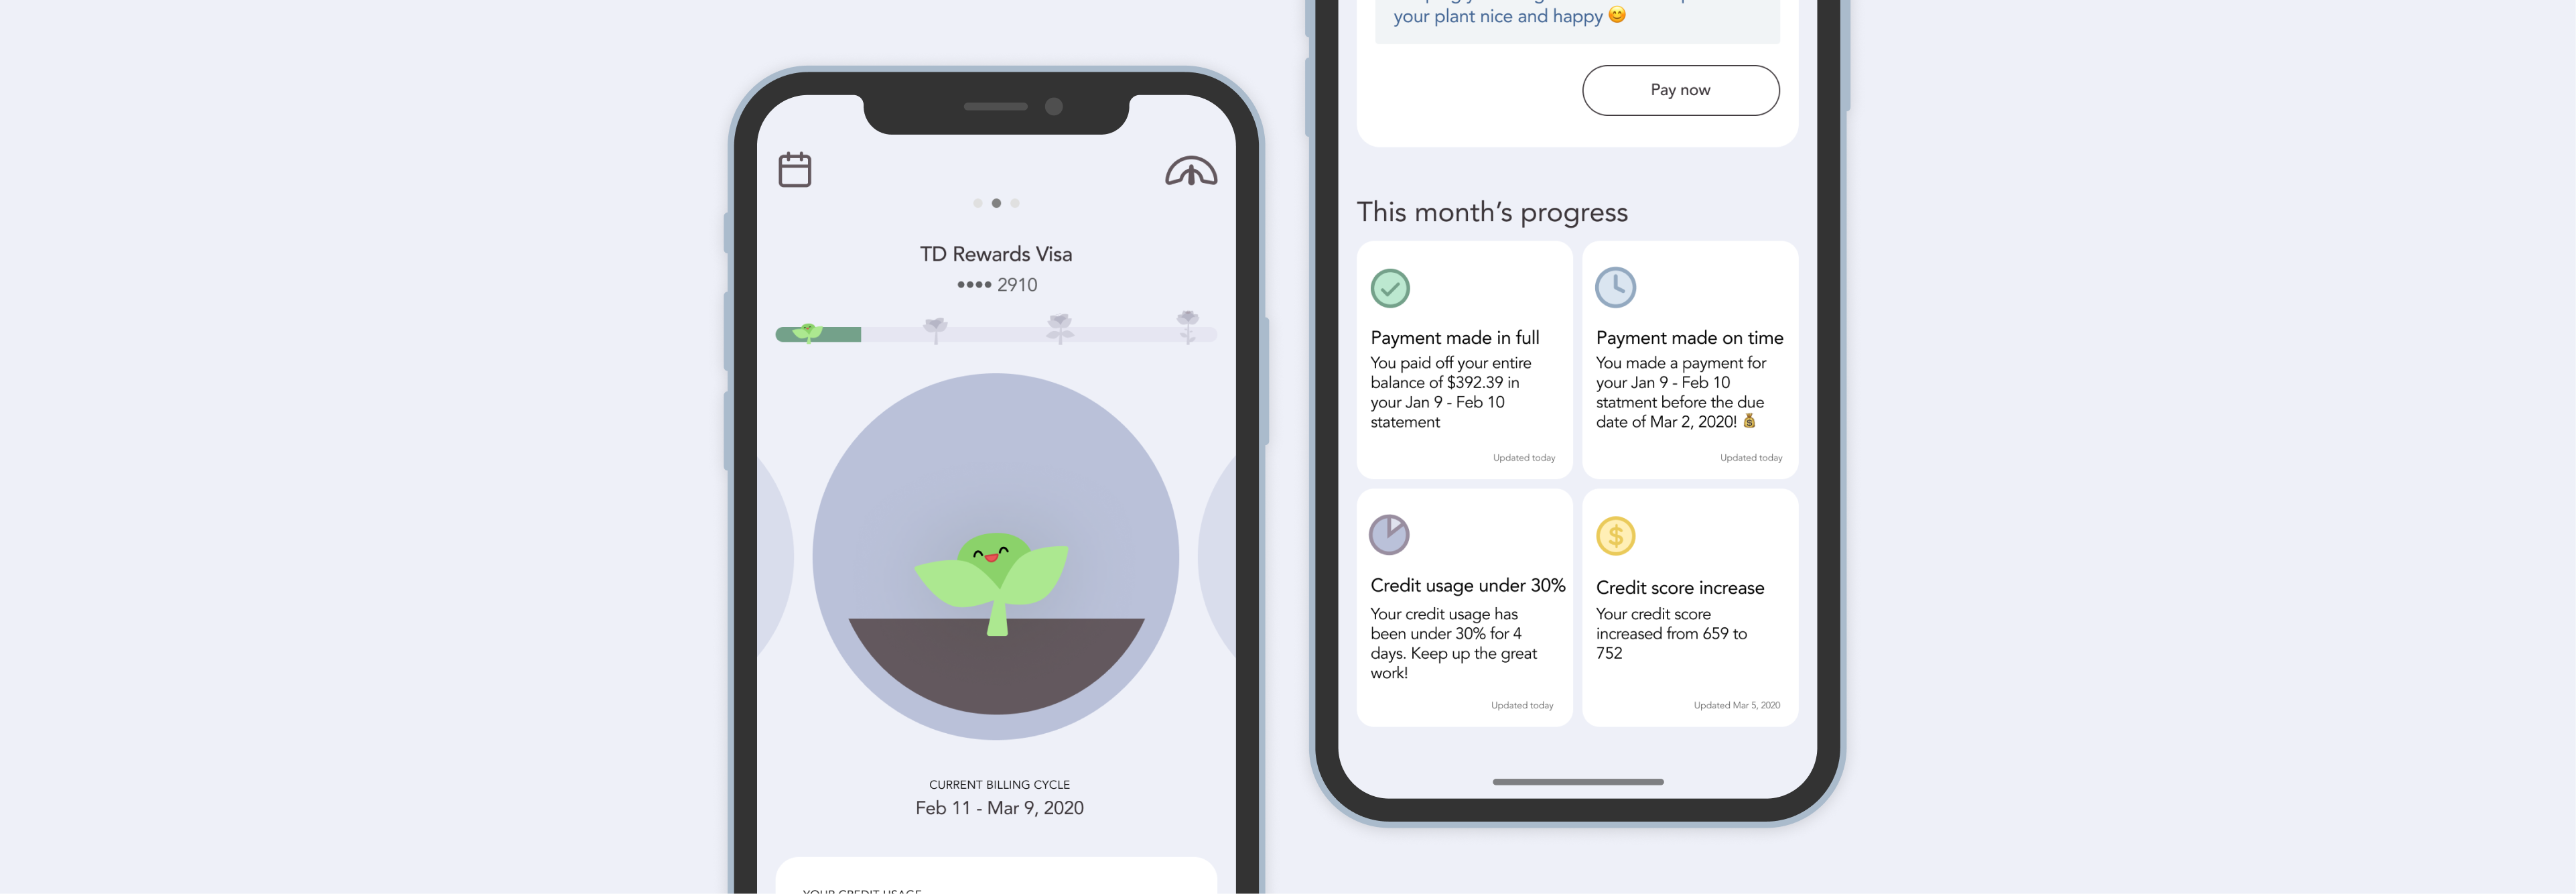 TD Rewards Visa
•••• 2910
CURRENT BILLING CYCLE
Feb 11 - Mar 9, 2020
YOUR CREDIT USAGE
your plant nice and happy 😊
Pay now
This month’s progress
Payment made in full
You paid off your entire
balance of $392.39 in
your Jan 9 - Feb 10
statement
Updated today
Payment made on time
You made a payment for
your Jan 9 - Feb 10
statment before the due
date of Mar 2, 2020! 💰
Updated today
Credit usage under 30%
Your credit usage has
been under 30% for 4
days. Keep up the great
work!
Updated today
Credit score increase
Your credit score
increased from 659 to
752
Updated Mar 5, 2020